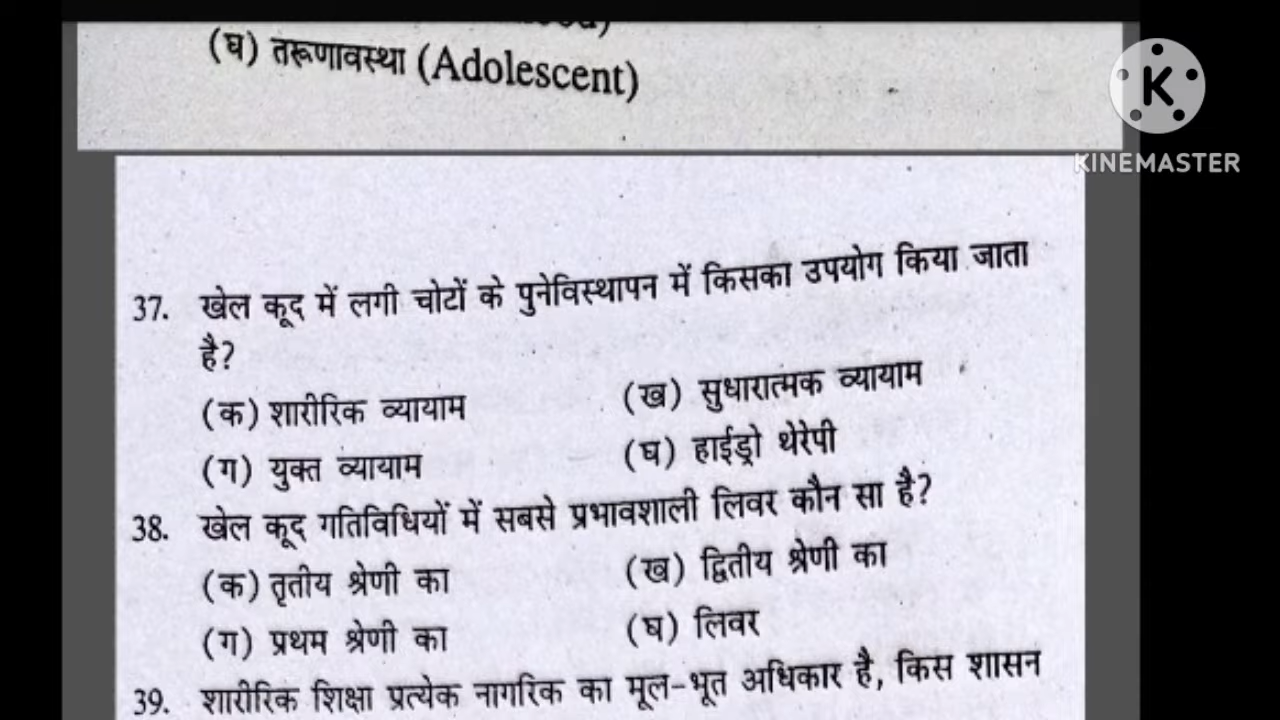 (घ) तरूणावस्था (Adolescent)
K
KINEMASTER
37. खेल कूद में लगी चोटों के पुनेविस्थापन में किसका उपयोग किया जाता
है?
(क) शारीरिक व्यायाम (ख) सुधारात्मक व्यायाम
(ग) युक्त व्यायाम (घ) हाईड्रो थेरेपी
38. खेल कूद गतिविधियों में सबसे प्रभावशाली लिवर कौन सा है?
(क) तृतीय श्रेणी का (ख) द्वितीय श्रेणी का
(ग) प्रथम श्रेणी का (घ) लिवर
39. शारीरिक शिक्षा प्रत्येक नागरिक का मूल-भूत अधिकार है, किस शासन